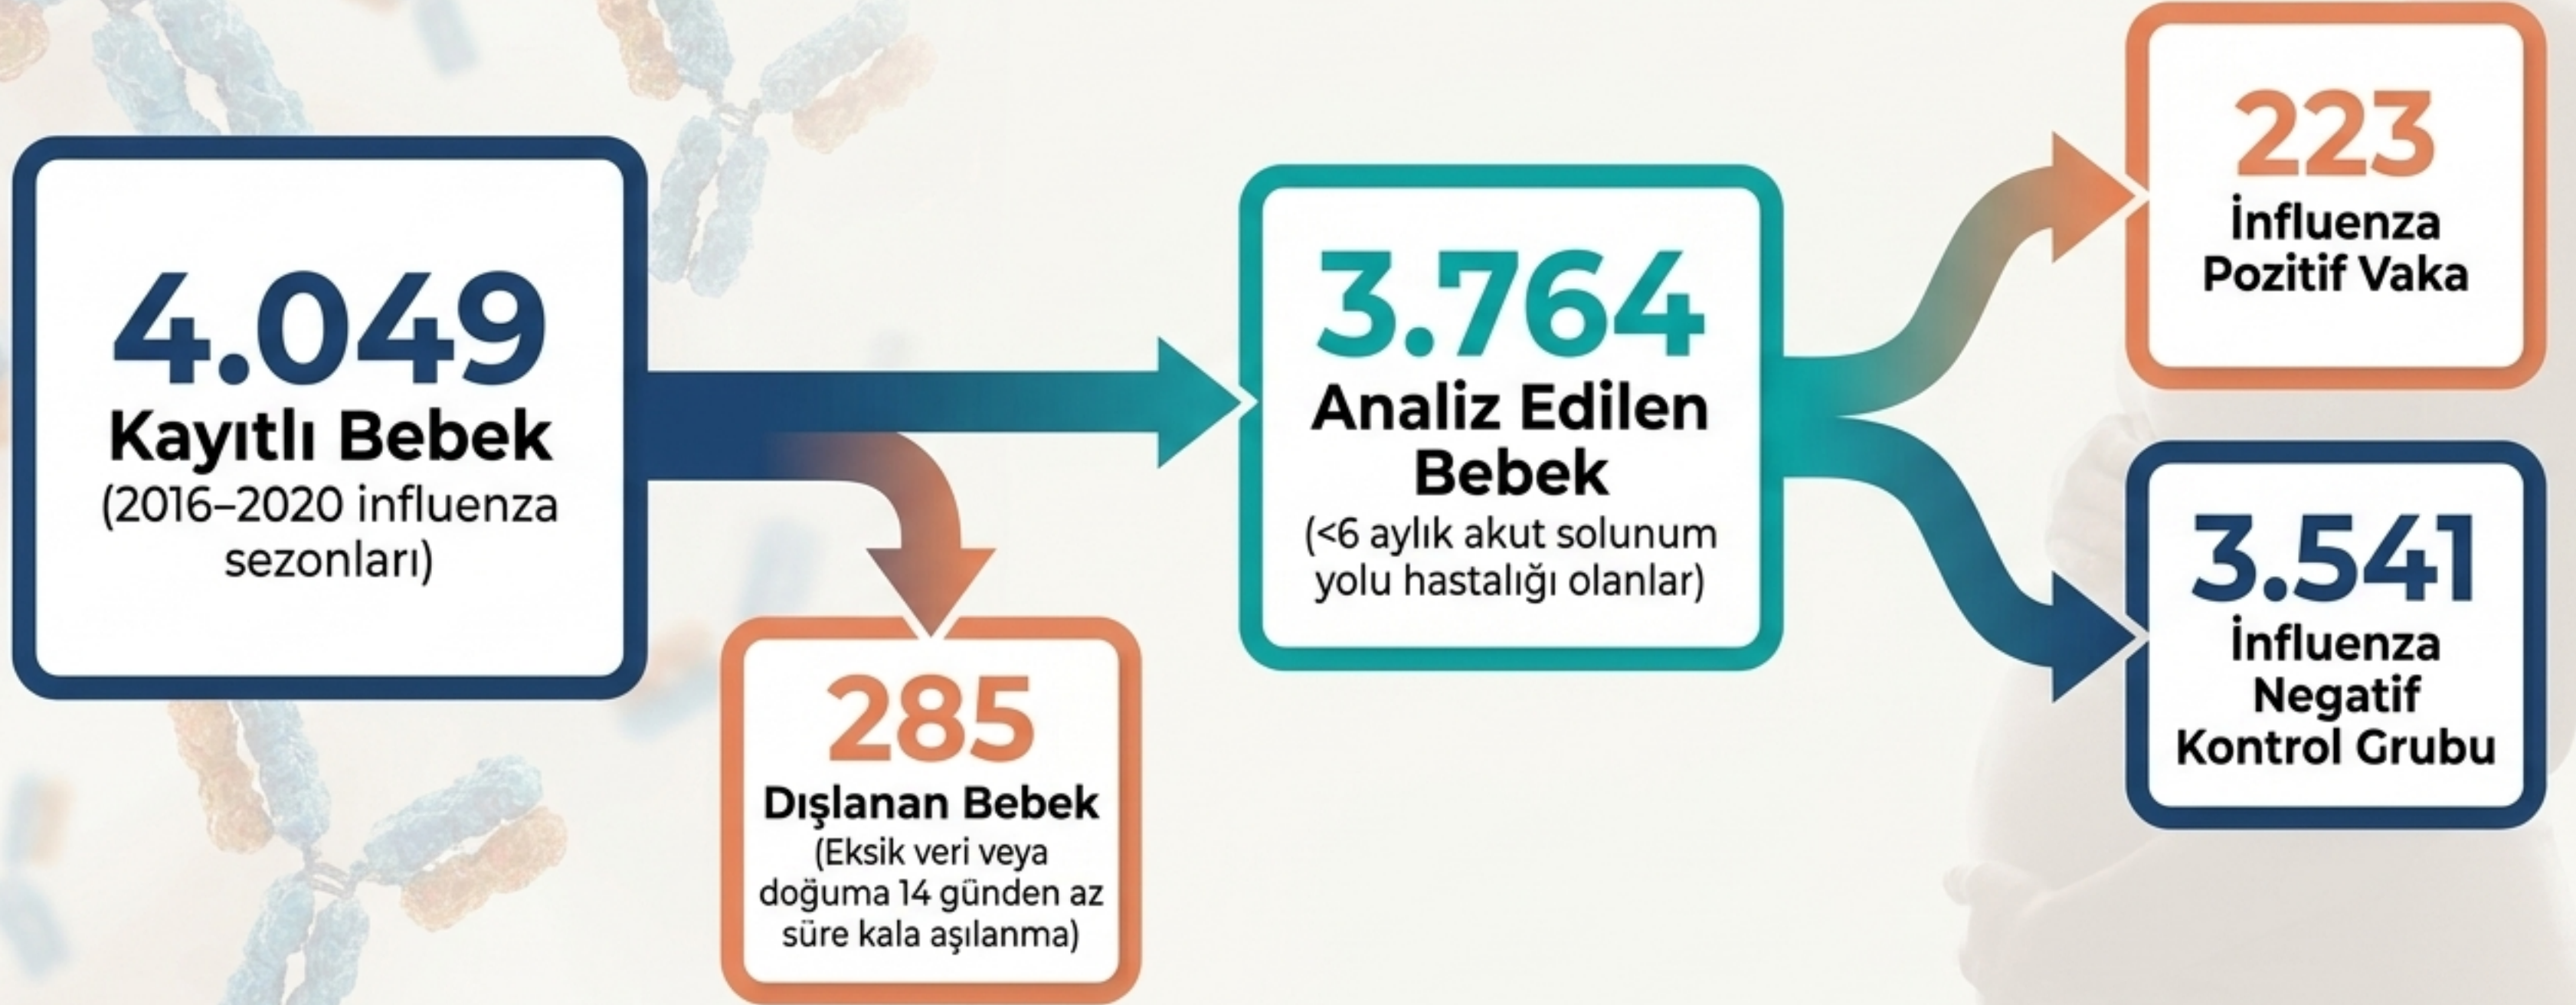 4.049
Kayıtlı Bebek
(2016–2020 influenza
sezonları)
285
Dışlanan Bebek
(Eksik veri veya
doğuma 14 günden az
süre kala aşılanma)
3.764
Analiz Edilen
Bebek
(<6 aylık akut solunum
yolu hastalığı olanlar)
223
İnfluenza
Pozitif Vaka
3.541
İnfluenza
Negatif
Kontrol Grubu